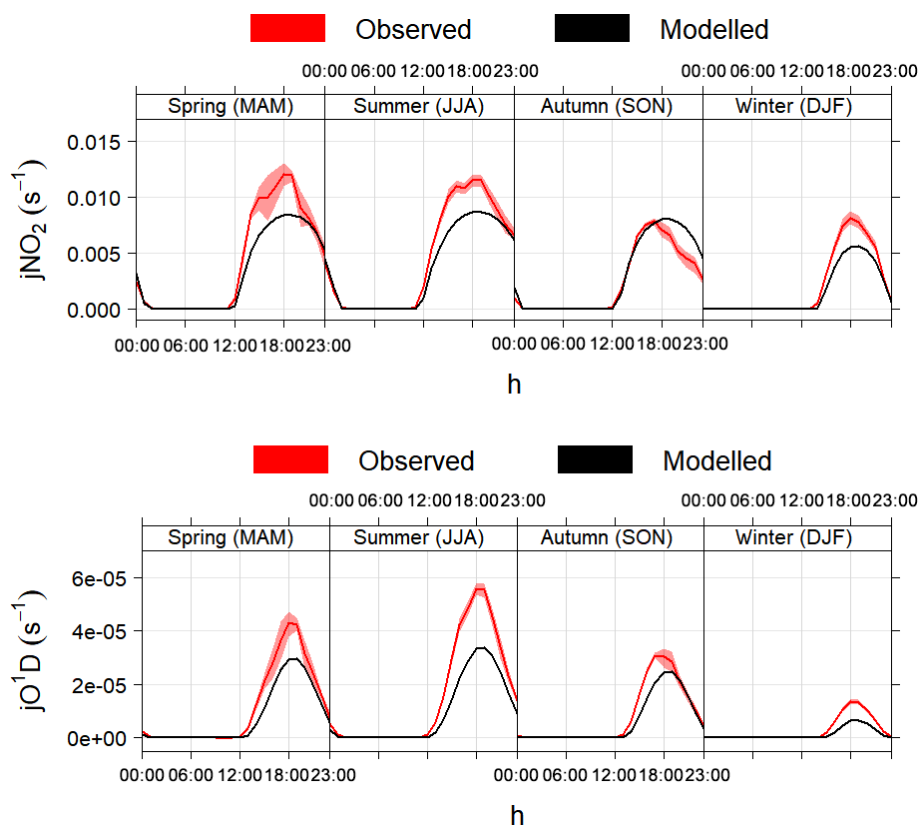 Observed Modelled
00:00 06:00 12:00 18:00 23:00 00:00 06:00 12:00 18:00 23:00
Spring (MAM) Summer (JJA) Autumn (SON) Winter (DJF)
jNO₂ (s⁻¹)
0.015
0.010
0.005
0.000
00:00 06:00 12:00 18:00 23:00 00:00 06:00 12:00 18:00 23:00
h
Observed Modelled
00:00 06:00 12:00 18:00 23:00 00:00 06:00 12:00 18:00 23:00
Spring (MAM) Summer (JJA) Autumn (SON) Winter (DJF)
jO¹D (s⁻¹)
6e-05
4e-05
2e-05
0e+00
00:00 06:00 12:00 18:00 23:00 00:00 06:00 12:00 18:00 23:00
h